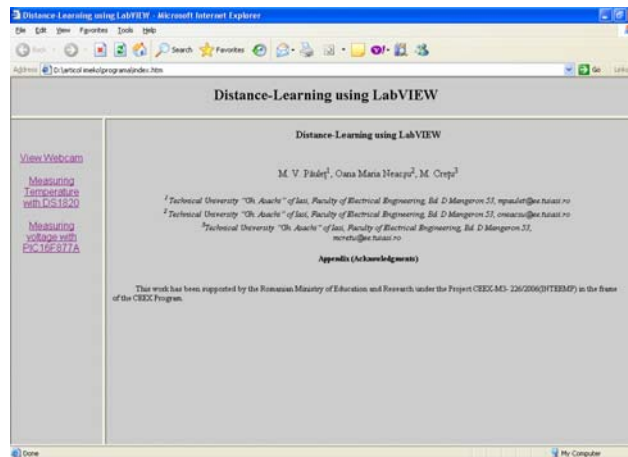 Distance-Learning using LabVIEW - Microsoft Internet Explorer
File Edit View Favorites Tools Help
Back Search Favorites
Address D:\articol meko\programa\index.htm Go Links
Distance-Learning using LabVIEW
View Webcam
Measuring
Temperature
with DS1820
Measuring
voltage with
PIC16F877A
Distance-Learning using LabVIEW
M. V. Păuleţ1, Oana Maria Neacşu2, M. Creţu3
1Technical University "Gh. Asachi" of Iasi, Faculty of Electrical Engineering, Bd. D Mangeron 53, mpaulet@ee.tuiasi.ro
2Technical University "Gh. Asachi" of Iasi, Faculty of Electrical Engineering, Bd. D Mangeron 53, oneacsu@ee.tuiasi.ro
3Technical University "Gh. Asachi" of Iasi, Faculty of Electrical Engineering, Bd. D Mangeron 53,
mcretu@ee.tuiasi.ro
Appendix (Acknowledgments)
This work has been supported by the Romanian Ministry of Education and Research under the Project CEEX-M3- 226/2006(INTEEMP) in the frame
of the CEEX Program.
Done My Computer